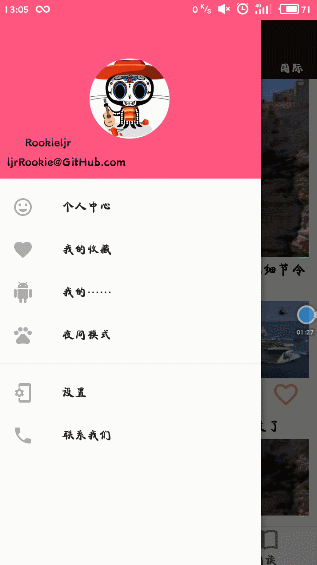 13:05
0 K/s
4G
71
国际
Rookieljr
ljrRookie@GitHub.com
个人中心
我的收藏
细节令
我的……
01:27
夜间模式
设置
了
联系我们